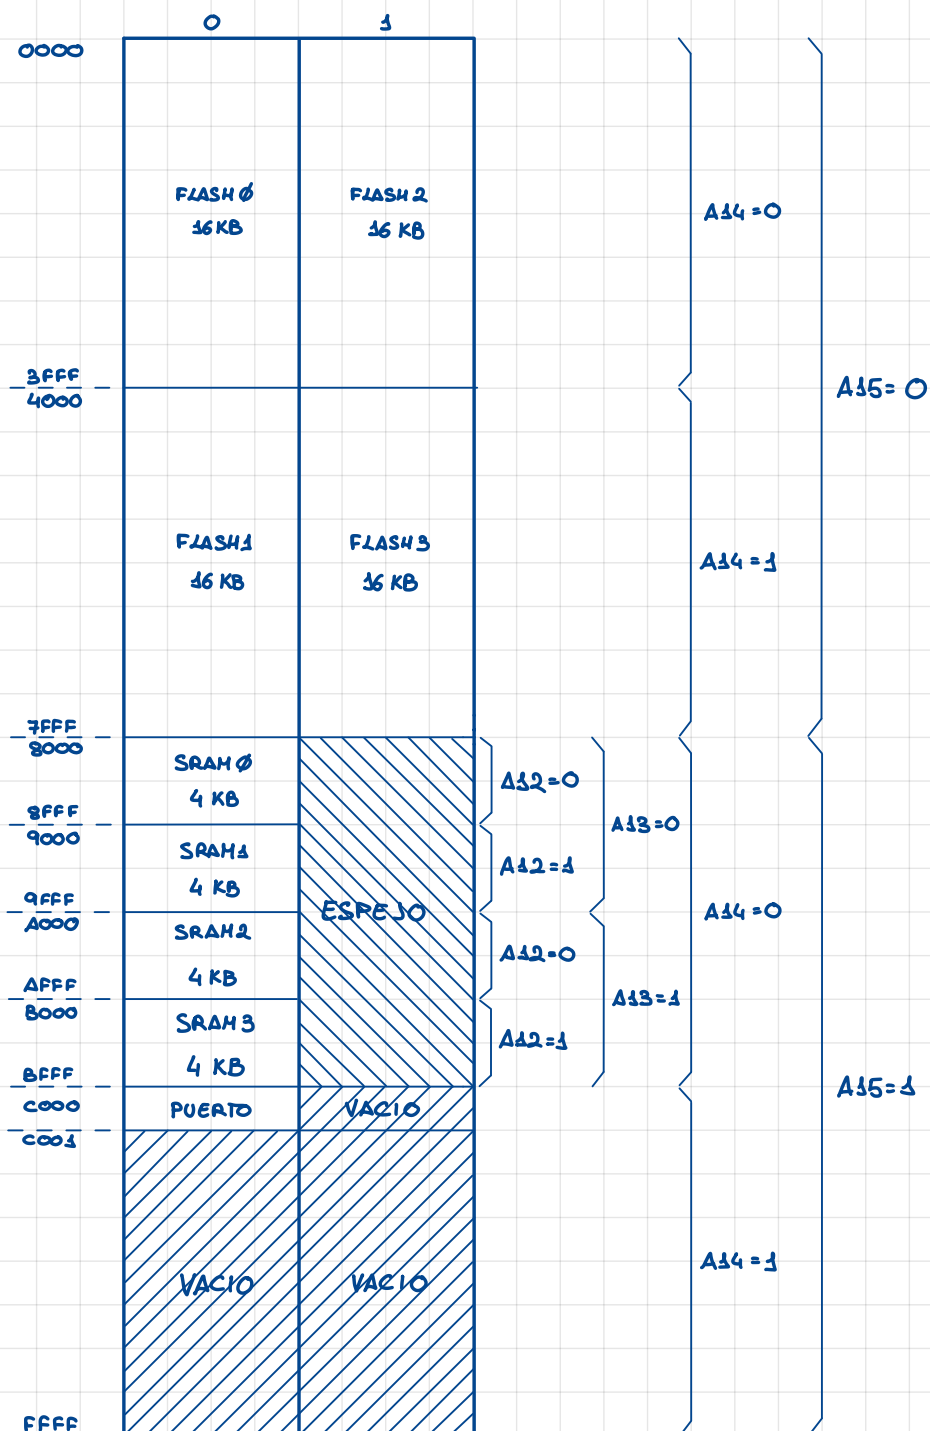 0 1
0000
FLASH Ø FLASH 2
16 KB 16 KB
A14=0
3FFF
4000
A15=0
FLASH 1 FLASH 3
16 KB 16 KB
A14=1
7FFF
8000
SRAM Ø
4 KB
A12=0
8FFF
9000
A13=0
SRAM 1
4 KB
A12=1
9FFF
A000
ESPEJO
A14=0
SRAM 2
4 KB
A12=0
AFFF
B000
A13=1
SRAM 3
4 KB
A12=1
BFFF
C000
PUERTO VACIO
A15=1
C001
VACIO VACIO
A14=1
FFFF